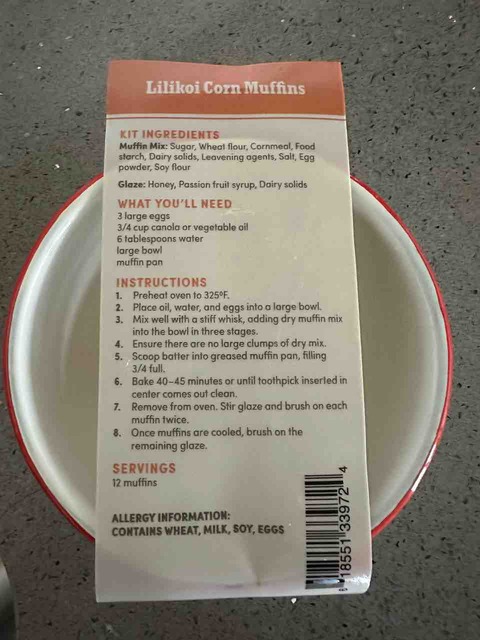 Lilikoi Corn Muffins
KIT INGREDIENTS
Muffin Mix: Sugar, Wheat flour, Cornmeal, Food
starch, Dairy solids, Leavening agents, Salt, Egg
powder, Soy flour
Glaze: Honey, Passion fruit syrup, Dairy solids
WHAT YOU'LL NEED
3 large eggs
3/4 cup canola or vegetable oil
6 tablespoons water
large bowl
muffin pan
INSTRUCTIONS
1. Preheat oven to 325°F.
2. Place oil, water, and eggs into a large bowl.
3. Mix well with a stiff whisk, adding dry muffin mix
into the bowl in three stages.
4. Ensure there are no large clumps of dry mix.
5. Scoop batter into greased muffin pan, filling
3/4 full.
6. Bake 40–45 minutes or until toothpick inserted in
center comes out clean.
7. Remove from oven. Stir glaze and brush on each
muffin twice.
8. Once muffins are cooled, brush on the
remaining glaze.
SERVINGS
12 muffins
ALLERGY INFORMATION:
CONTAINS WHEAT, MILK, SOY, EGGS
8 18551 33972 4